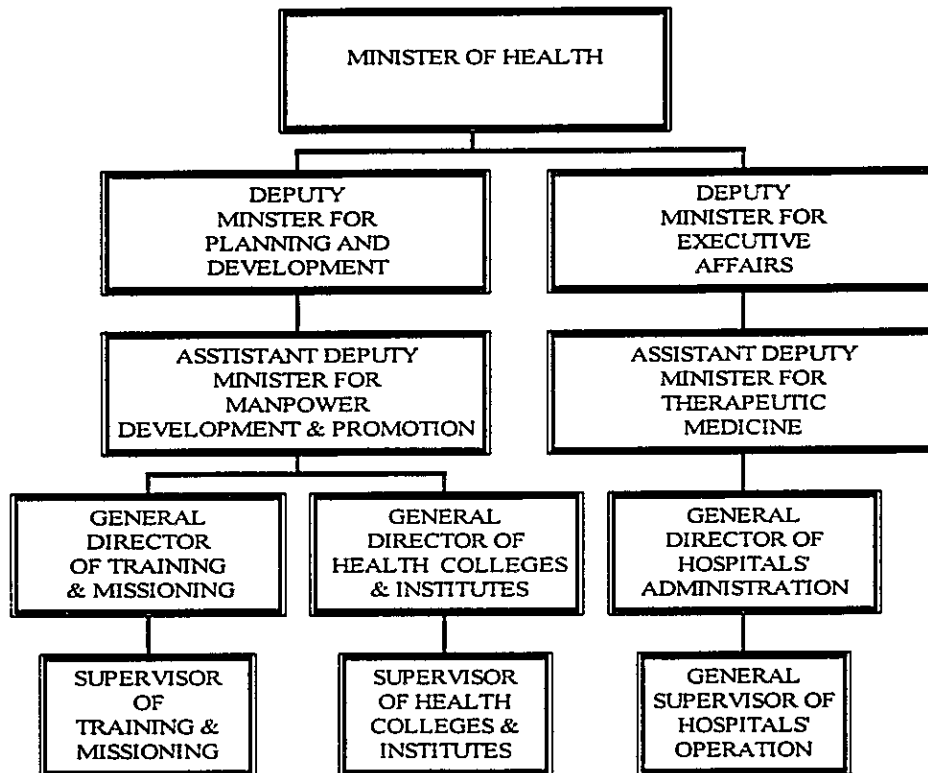 MINISTER OF HEALTH
DEPUTY
MINSTER FOR
PLANNING AND
DEVELOPMENT
DEPUTY
MINISTER FOR
EXECUTIVE
AFFAIRS
ASSTISTANT DEPUTY
MINISTER FOR
MANPOWER
DEVELOPMENT & PROMOTION
ASSISTANT DEPUTY
MINISTER FOR
THERAPEUTIC
MEDICINE
GENERAL
DIRECTOR
OF TRAINING
& MISSIONING
GENERAL
DIRECTOR OF
HEALTH COLLEGES
& INSTITUTES
GENERAL
DIRECTOR OF
HOSPITALS'
ADMINISTRATION
SUPERVISOR
OF
TRAINING &
MISSIONING
SUPERVISOR
OF HEALTH
COLLEGES &
INSTITUTES
GENERAL
SUPERVISOR OF
HOSPITALS'
OPERATION